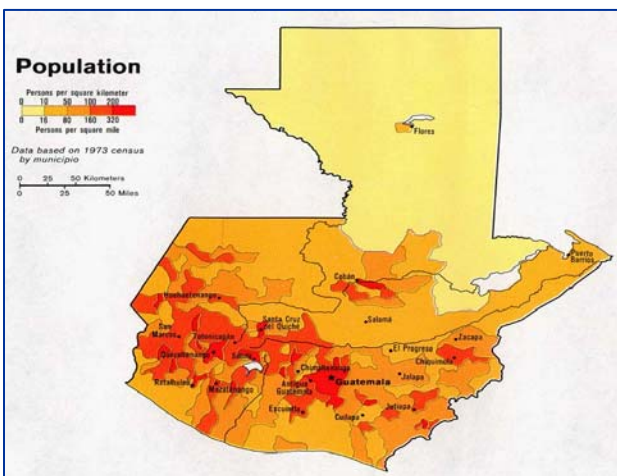 Population
Persons per square kilometer
0 10 50 100 200
0 16 80 160 320
Persons per square mile
Data based on 1973 census
by municipio
0 25 50 Kilometers
0 25 50 Miles
Flores
Puerto
Barrios
Cobán
Huehuetenango
Santa Cruz
del Quiché
Salamá
San
Marcos
Totonicapán
Zacapa
El Progreso
Quezaltenango
Sololá
Chiquimula
Chimaltenango
Guatemala
Jalapa
Retalhuleu
Mazatenango
Antigua
Guatemala
Escuintla
Cuilapa
Jutiapa